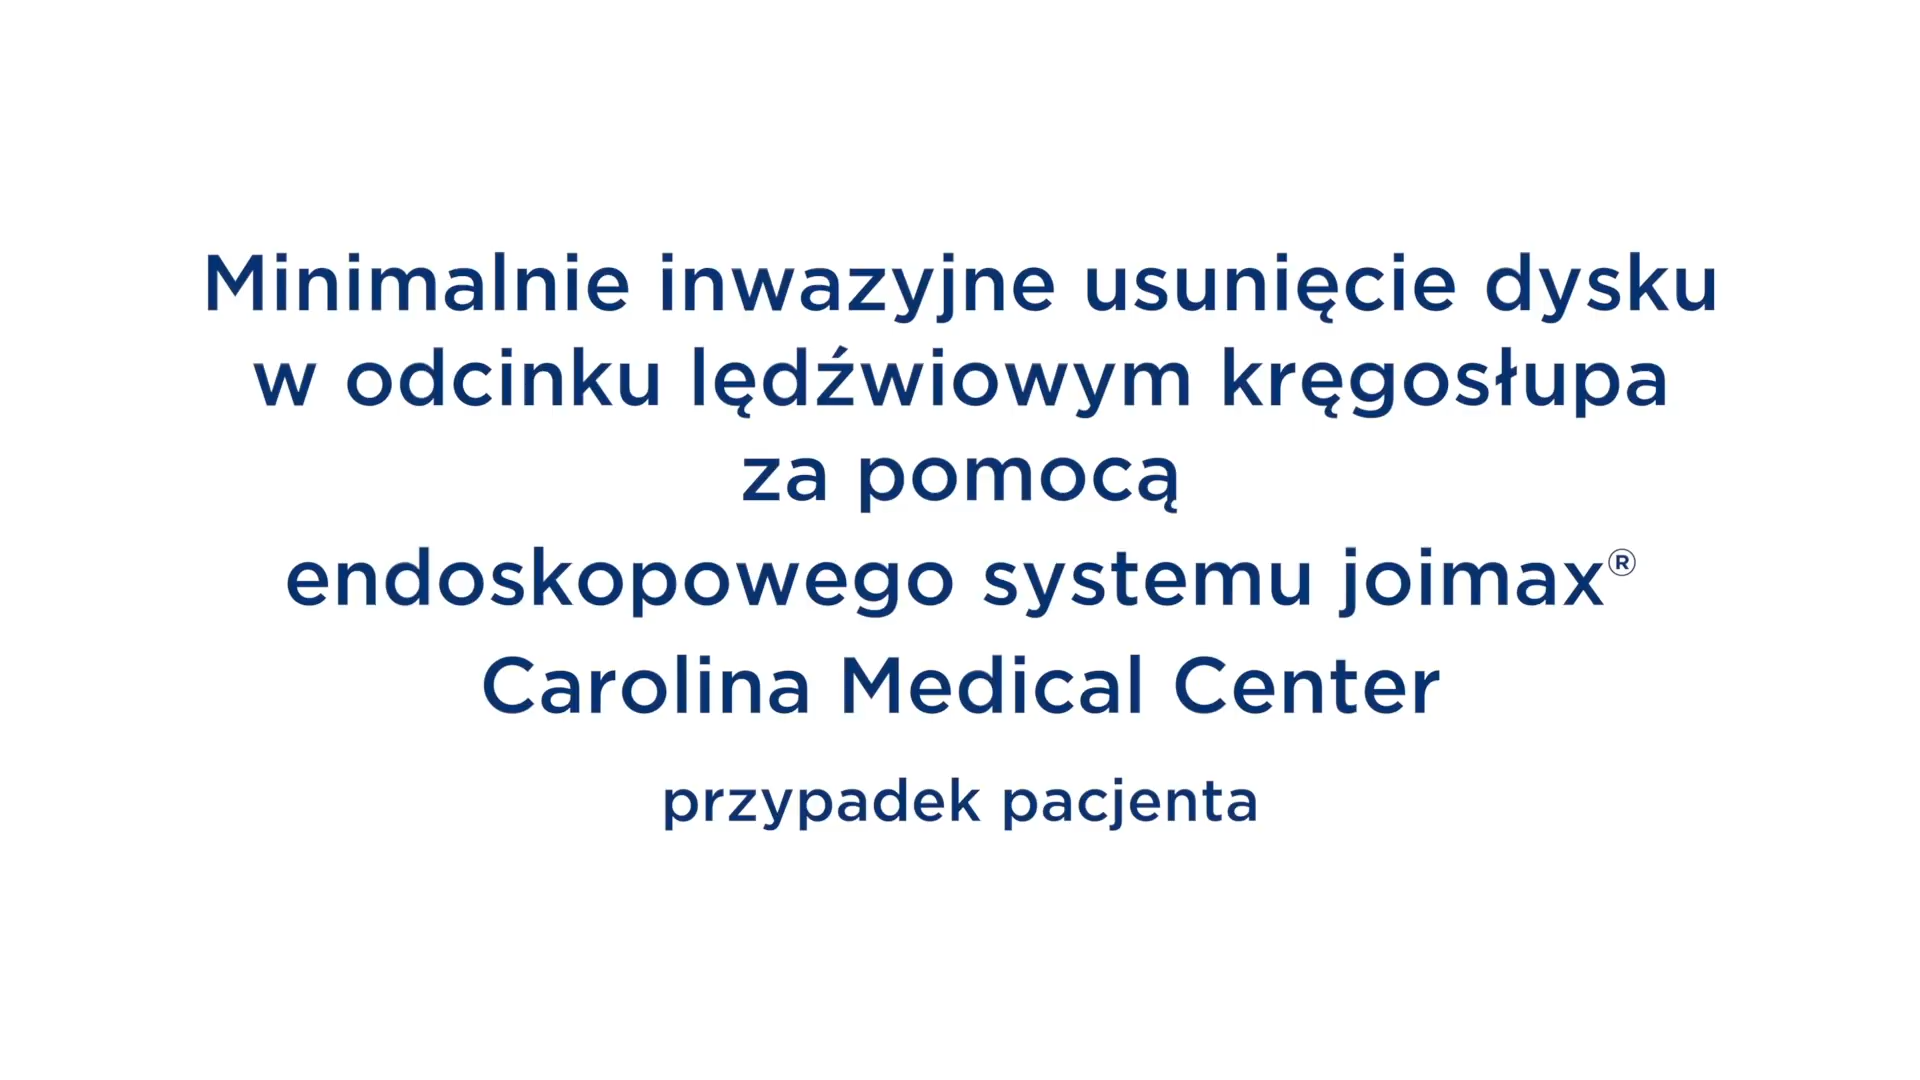 Minimalnie inwazyjne usunięcie dysku
w odcinku lędźwiowym kręgosłupa
za pomocą
endoskopowego systemu joimax®
Carolina Medical Center
przypadek pacjenta